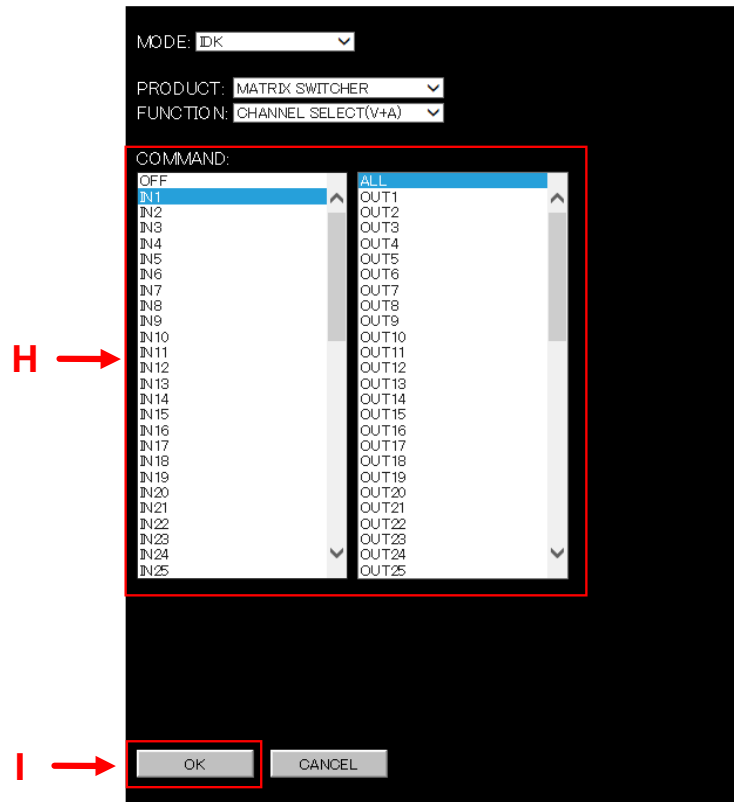 MODE: IDK
PRODUCT: MATRIX SWITCHER
FUNCTION: CHANNEL SELECT(V+A)
COMMAND:
OFF
IN1
IN2
IN3
IN4
IN5
IN6
IN7
IN8
IN9
IN10
IN11
IN12
IN13
IN14
IN15
IN16
IN17
IN18
IN19
IN20
IN21
IN22
IN23
IN24
IN25
ALL
OUT1
OUT2
OUT3
OUT4
OUT5
OUT6
OUT7
OUT8
OUT9
OUT10
OUT11
OUT12
OUT13
OUT14
OUT15
OUT16
OUT17
OUT18
OUT19
OUT20
OUT21
OUT22
OUT23
OUT24
OUT25
H
I
OK
CANCEL